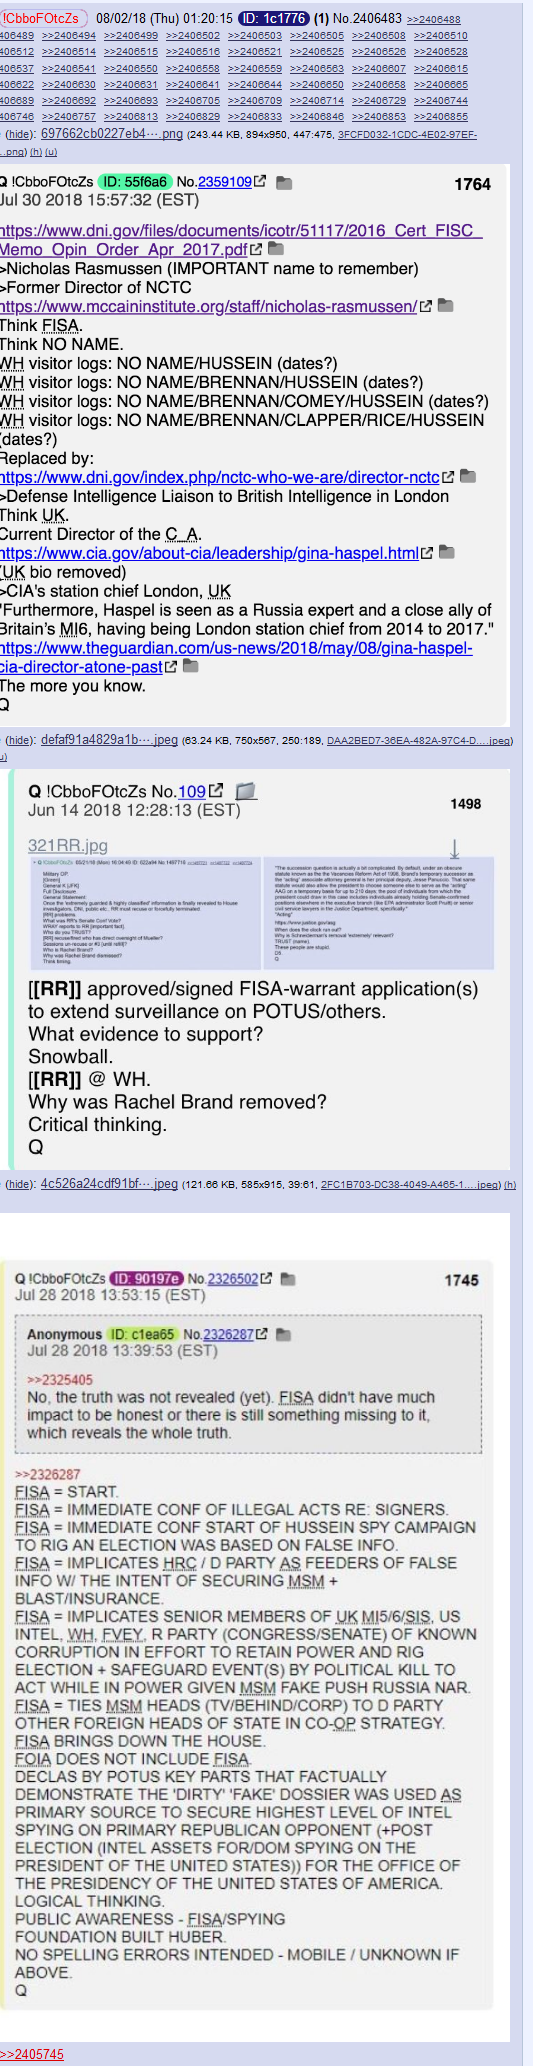 !CbboFOtcZs 08/02/18 (Thu) 01:20:15 ID: 1c1776 (1) No.2406483 >>2406488
406489 >>2406494 >>2406499 >>2406502 >>2406503 >>2406505 >>2406508 >>2406510
406512 >>2406514 >>2406515 >>2406516 >>2406521 >>2406525 >>2406526 >>2406528
406537 >>2406541 >>2406550 >>2406558 >>2406559 >>2406563 >>2406607 >>2406615
406622 >>2406630 >>2406631 >>2406641 >>2406644 >>2406650 >>2406658 >>2406665
406689 >>2406692 >>2406693 >>2406705 >>2406709 >>2406714 >>2406729 >>2406744
406746 >>2406757 >>2406813 >>2406829 >>2406833 >>2406846 >>2406853 >>2406855
(hide): 697662cb0227eb4⋯.png (243.44 KB, 894x950, 447:475, 3FCFD032-1CDC-4E02-97EF-
….png) (h) (u)
Q !CbboFOtcZs ID: 55f6a6 No.2359109 1764
Jul 30 2018 15:57:32 (EST)
https://www.dni.gov/files/documents/icotr/51117/2016_Cert_FISC_
Memo_Opin_Order_Apr_2017.pdf
>Nicholas Rasmussen (IMPORTANT name to remember)
>Former Director of NCTC
https://www.mccaininstitute.org/staff/nicholas-rasmussen/
Think FISA.
Think NO NAME.
WH visitor logs: NO NAME/HUSSEIN (dates?)
WH visitor logs: NO NAME/BRENNAN/HUSSEIN (dates?)
WH visitor logs: NO NAME/BRENNAN/COMEY/HUSSEIN (dates?)
WH visitor logs: NO NAME/BRENNAN/CLAPPER/RICE/HUSSEIN
(dates?)
Replaced by:
https://www.dni.gov/index.php/nctc-who-we-are/director-nctc
>Defense Intelligence Liaison to British Intelligence in London
Think UK.
Current Director of the C_A.
https://www.cia.gov/about-cia/leadership/gina-haspel.html
(UK bio removed)
>CIA's station chief London, UK
"Furthermore, Haspel is seen as a Russia expert and a close ally of
Britain's MI6, having being London station chief from 2014 to 2017."
https://www.theguardian.com/us-news/2018/may/08/gina-haspel-
cia-director-atone-past
The more you know.
Q
(hide): defaf91a4829a1b⋯.jpeg (63.24 KB, 750x567, 250:189, DAA2BED7-36EA-482A-97C4-D….jpeg)
u)
Q !CbboFOtcZs No.109
Jun 14 2018 12:28:13 (EST)
1498
321RR.jpg
[[RR]] approved/signed FISA-warrant application(s)
to extend surveillance on POTUS/others.
What evidence to support?
Snowball.
[[RR]] @ WH.
Why was Rachel Brand removed?
Critical thinking.
Q
(hide): 4c526a24cdf91bf⋯.jpeg (121.66 KB, 585x915, 39:61, 2FC1B703-DC38-4049-A465-1….jpeg) (h)
Q !CbboFOtcZs ID: 90197e No.2326502 1745
Jul 28 2018 13:53:15 (EST)
Anonymous ID: c1ea65 No.2326287
Jul 28 2018 13:39:53 (EST)
>>2325405
No, the truth was not revealed (yet). FISA didn't have much
impact to be honest or there is still something missing to it,
which reveals the whole truth.
>>2326287
FISA = START.
FISA = IMMEDIATE CONF OF ILLEGAL ACTS RE: SIGNERS.
FISA = IMMEDIATE CONF START OF HUSSEIN SPY CAMPAIGN
TO RIG AN ELECTION WAS BASED ON FALSE INFO.
FISA = IMPLICATES HRC / D PARTY AS FEEDERS OF FALSE
INFO W/ THE INTENT OF SECURING MSM +
BLAST/INSURANCE.
FISA = IMPLICATES SENIOR MEMBERS OF UK MI5/6/SIS, US
INTEL, WH, FVEY, R PARTY (CONGRESS/SENATE) OF KNOWN
CORRUPTION IN EFFORT TO RETAIN POWER AND RIG
ELECTION + SAFEGUARD EVENT(S) BY POLITICAL KILL TO
ACT WHILE IN POWER GIVEN MSM FAKE PUSH RUSSIA NAR.
FISA = TIES MSM HEADS (TV/BEHIND/CORP) TO D PARTY
OTHER FOREIGN HEADS OF STATE IN CO-OP STRATEGY.
FISA BRINGS DOWN THE HOUSE.
FOIA DOES NOT INCLUDE FISA.
DECLAS BY POTUS KEY PARTS THAT FACTUALLY
DEMONSTRATE THE 'DIRTY' 'FAKE' DOSSIER WAS USED AS
PRIMARY SOURCE TO SECURE HIGHEST LEVEL OF INTEL
SPYING ON PRIMARY REPUBLICAN OPPONENT (+POST
ELECTION (INTEL ASSETS FOR/DOM SPYING ON THE
PRESIDENT OF THE UNITED STATES)) FOR THE OFFICE OF
THE PRESIDENCY OF THE UNITED STATES OF AMERICA.
LOGICAL THINKING.
PUBLIC AWARENESS - FISA/SPYING
FOUNDATION BUILT HUBER.
NO SPELLING ERRORS INTENDED - MOBILE / UNKNOWN IF
ABOVE.
Q
>>2405745